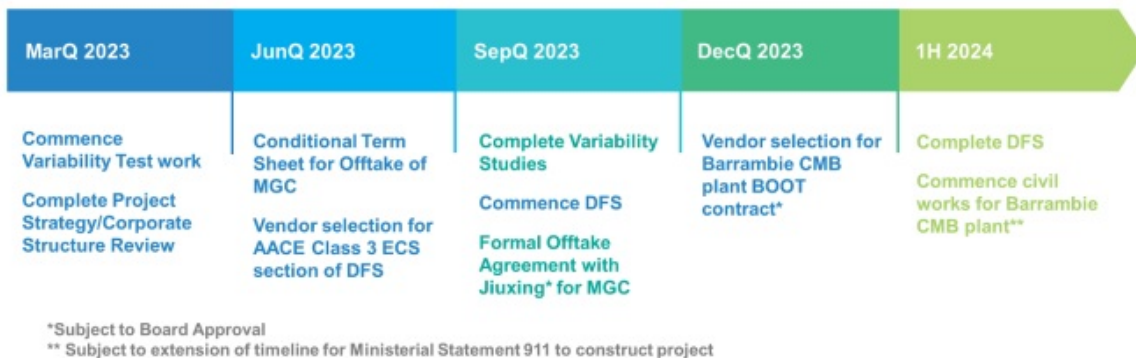 MarQ 2023
JunQ 2023
SepQ 2023
DecQ 2023
1H 2024
Commence
Variability Test work
Complete Project
Strategy/Corporate
Structure Review
Conditional Term
Sheet for Offtake of
MGC
Vendor selection for
AACE Class 3 ECS
section of DFS
Complete Variability
Studies
Commence DFS
Formal Offtake
Agreement with
Jiuxing* for MGC
Vendor selection for
Barrambie CMB
plant BOOT
contract*
Complete DFS
Commence civil
works for Barrambie
CMB plant**
*Subject to Board Approval
** Subject to extension of timeline for Ministerial Statement 911 to construct project